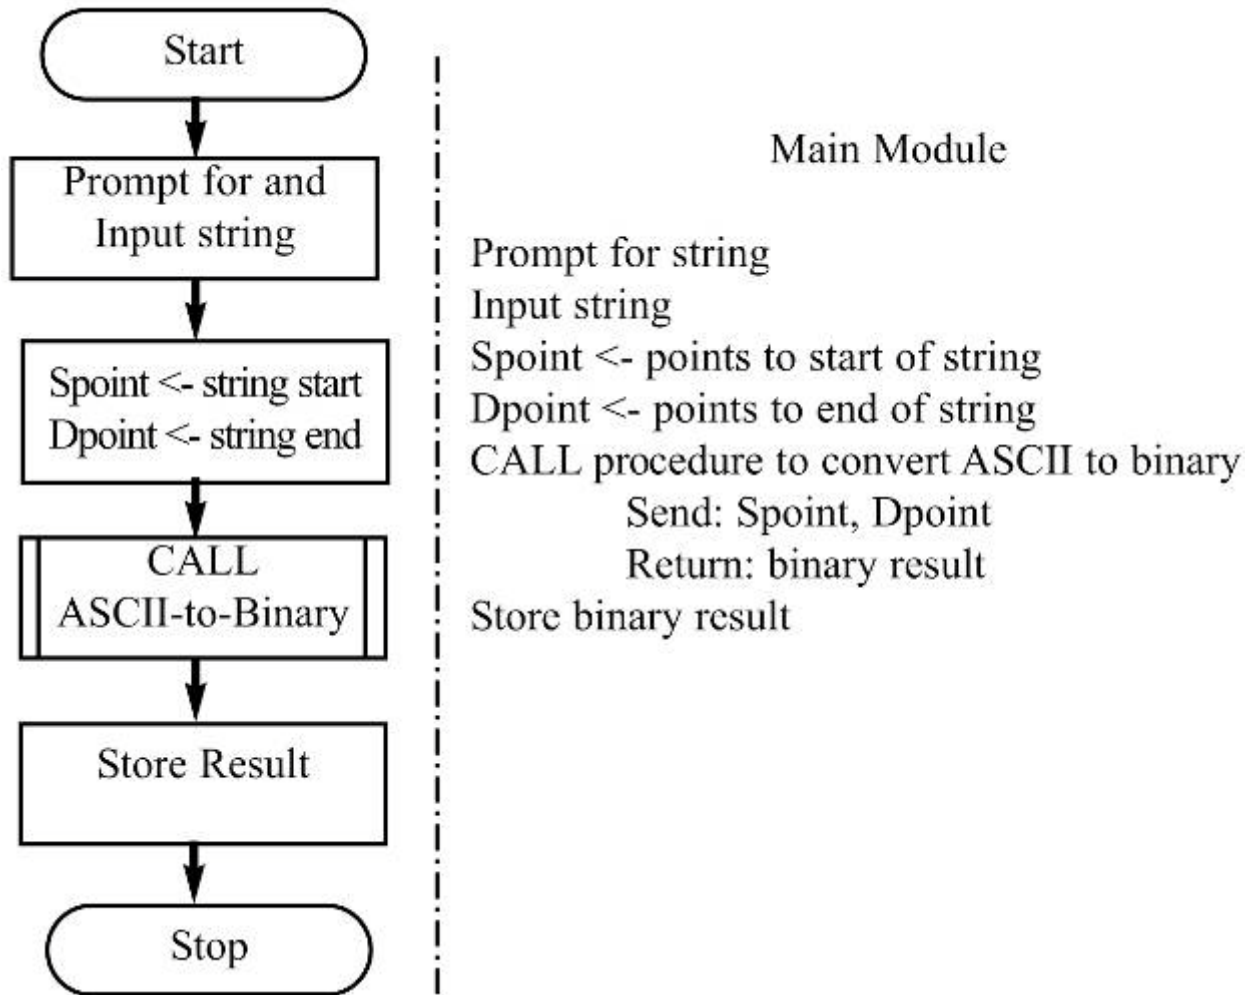 Start
Prompt for and
Input string
Spoint <- string start
Dpoint <- string end
CALL
ASCII-to-Binary
Store Result
Stop
Main Module
Prompt for string
Input string
Spoint <- points to start of string
Dpoint <- points to end of string
CALL procedure to convert ASCII to binary
Send: Spoint, Dpoint
Return: binary result
Store binary result